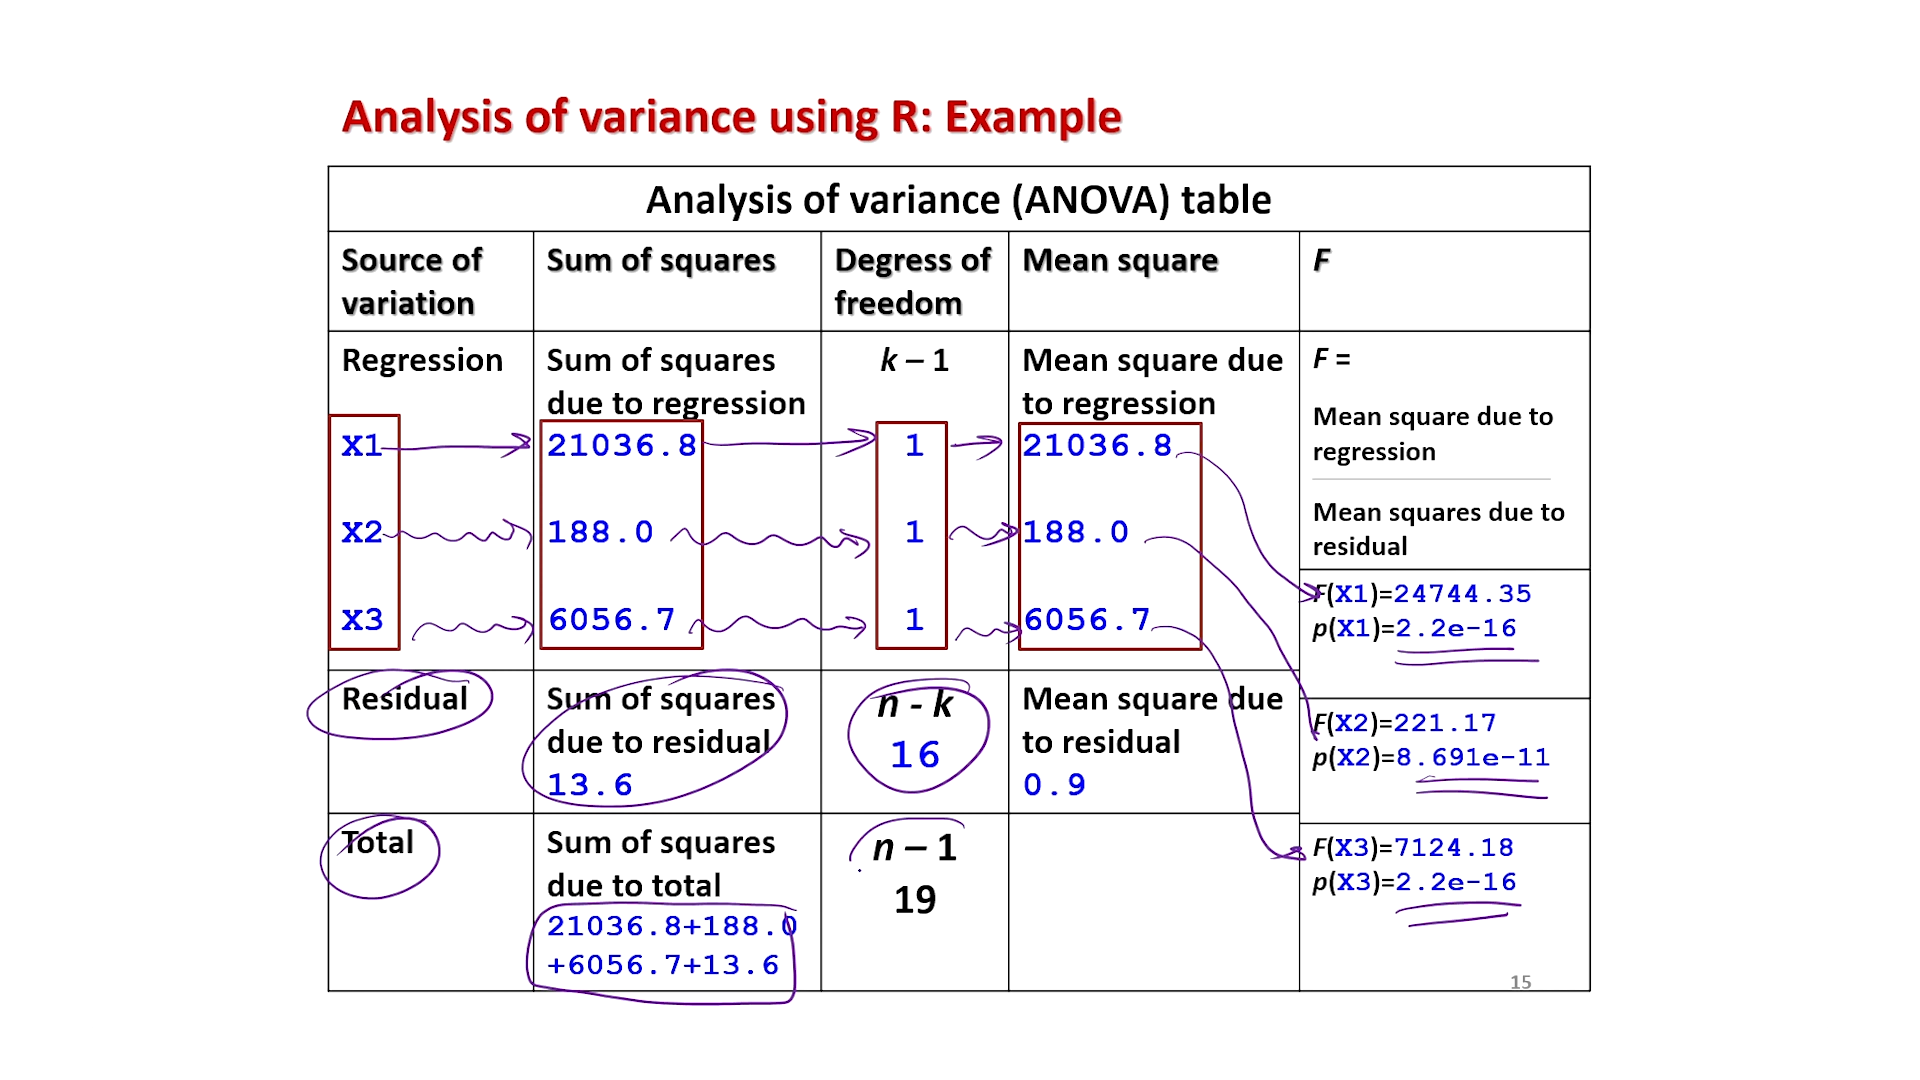 Analysis of variance using R: Example
Analysis of variance (ANOVA) table
Source of
variation
Sum of squares
Degress of
freedom
Mean square
F
Regression
Sum of squares
due to regression
k – 1
Mean square due
to regression
F =
Mean square due to
regression
Mean squares due to
residual
X1
21036.8
1
21036.8
X2
188.0
1
188.0
X3
6056.7
1
6056.7
F(X1)=24744.35
p(X1)=2.2e-16
F(X2)=221.17
p(X2)=8.691e-11
F(X3)=7124.18
p(X3)=2.2e-16
Residual
Sum of squares
due to residual
13.6
n - k
16
Mean square due
to residual
0.9
Total
Sum of squares
due to total
21036.8+188.0
+6056.7+13.6
n – 1
19
15